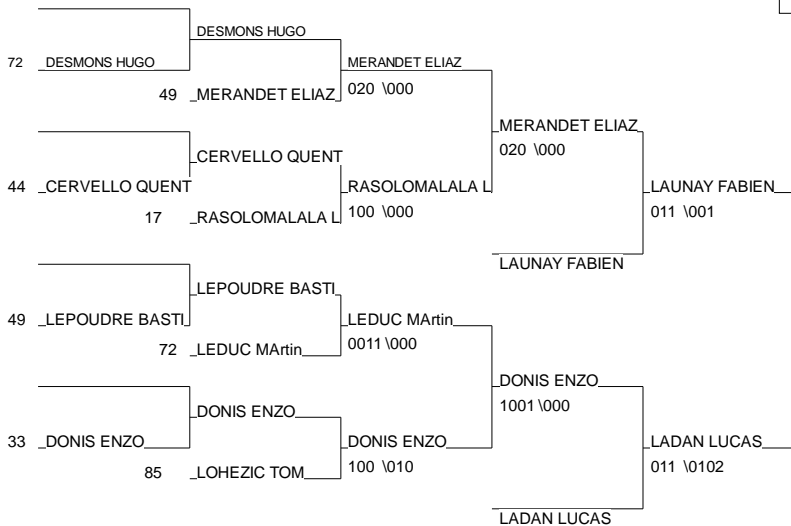 DESMONS HUGO
72 DESMONS HUGO MERANDET ELIAZ
49 MERANDET ELIAZ 020 \000
MERANDET ELIAZ
020 \000
CERVELLO QUENT
44 CERVELLO QUENT RASOLOMALALA L LAUNAY FABIEN
17 RASOLOMALALA L 100 \000 011 \001
LAUNAY FABIEN
LEPOUDRE BASTI
49 LEPOUDRE BASTI LEDUC MArtin
72 LEDUC MArtin 0011 \000
DONIS ENZO
1001 \000
DONIS ENZO
33 DONIS ENZO DONIS ENZO LADAN LUCAS
85 LOHEZIC TOM 100 \010 011 \0102
LADAN LUCAS